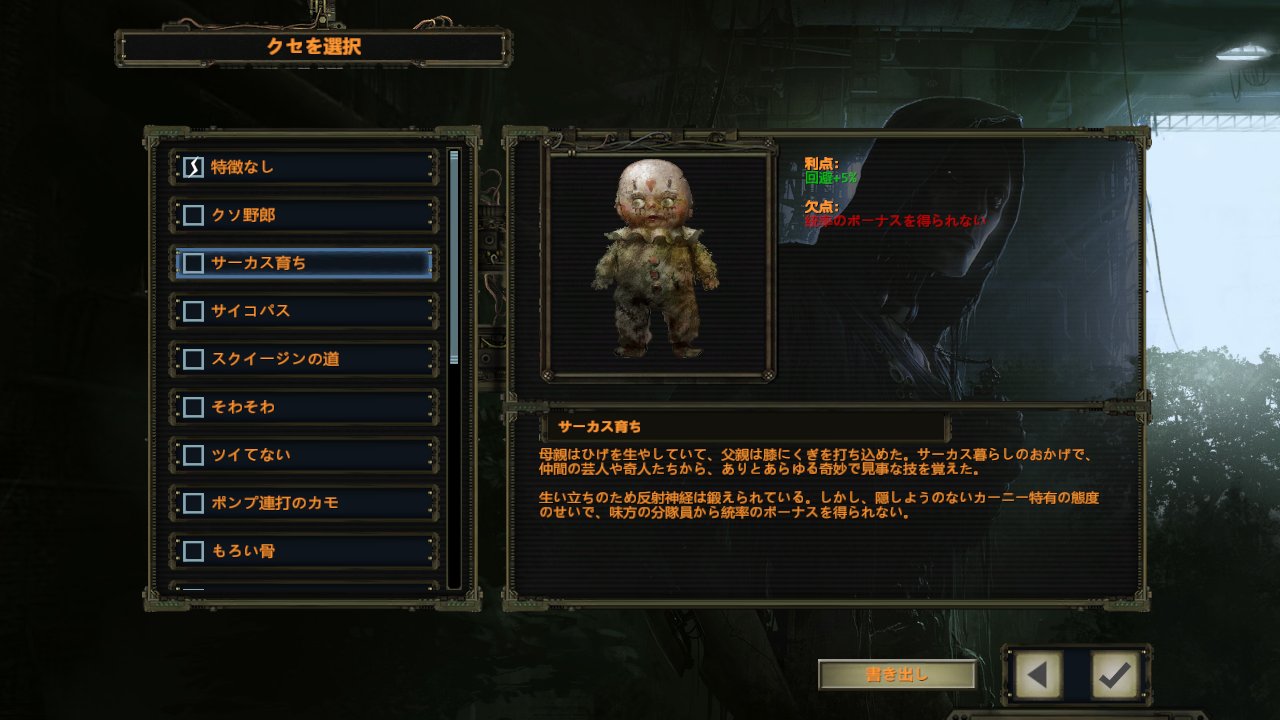 クセを選択
特徴なし
クソ野郎
サーカス育ち
サイコパス
スクイージンの道
そわそわ
ツイてない
ポンプ連打のカモ
もろい骨
利点:
回避+5%
欠点:
統率のボーナスを得られない
サーカス育ち
母親はひげを生やしていて、父親は膝にくぎを打ち込めた。サーカス暮らしのおかげで、
仲間の芸人や奇人たちから、ありとあらゆる奇妙で見事な技を覚えた。
生い立ちのため反射神経は鍛えられている。しかし、隠しようのないカーニー特有の態度
のせいで、味方の分隊員から統率のボーナスを得られない。
書き出し